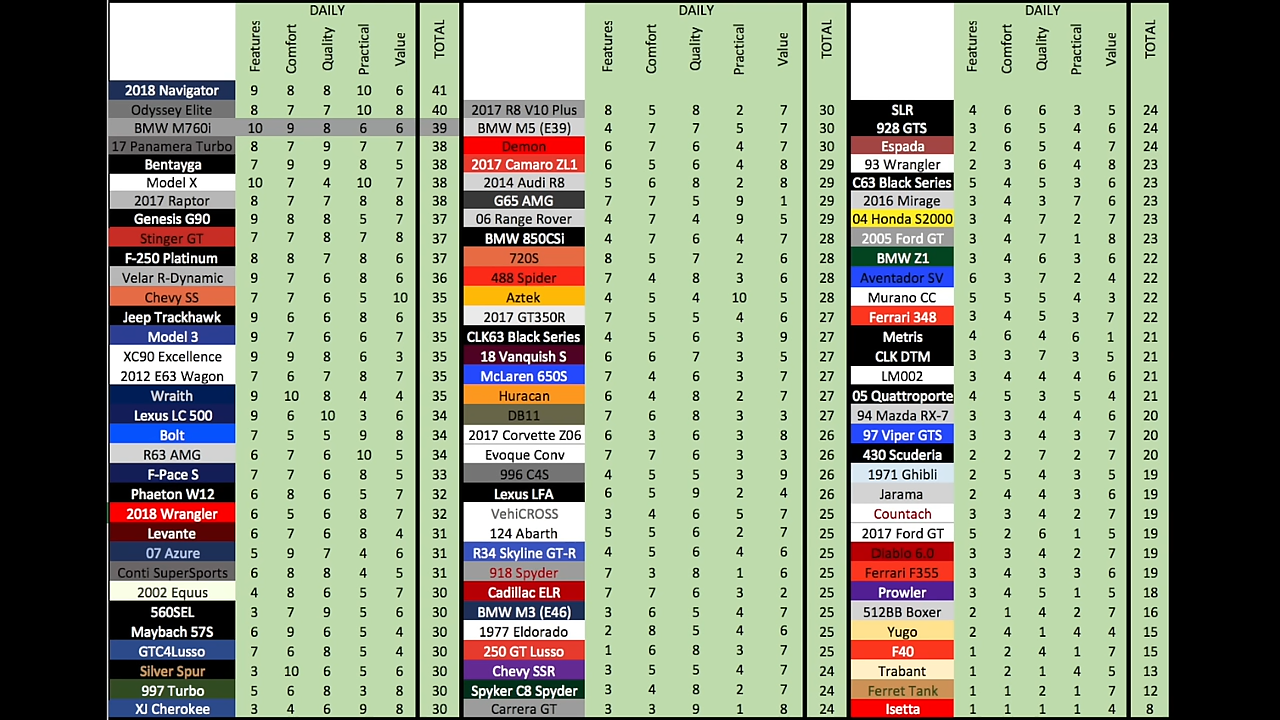 DAILY DAILY DAILY
Features Comfort Quality Practical Value TOTAL Features Comfort Quality Practical Value TOTAL Features Comfort Quality Practical Value TOTAL
2018 Navigator 9 8 8 10 6 41
Odyssey Elite 8 7 7 10 8 40 2017 R8 V10 Plus 8 5 8 2 7 30 SLR 4 6 6 3 5 24
BMW M760i 10 9 8 6 6 39 BMW M5 (E39) 4 7 7 5 7 30 928 GTS 3 6 5 4 6 24
17 Panamera Turbo 8 7 9 7 7 38 Demon 6 7 6 4 7 30 Espada 2 6 5 4 7 24
Bentayga 7 9 9 8 5 38 2017 Camaro ZL1 5 6 4 6 8 29 93 Wrangler 2 5 4 4 8 23
Model X 10 7 4 10 7 38 2014 Audi R8 5 6 8 2 8 29 C63 Black Series 5 4 5 3 6 23
2017 Raptor 8 7 7 8 8 38 G65 AMG 7 7 5 9 1 29 2016 Mirage 3 4 3 7 6 23
Genesis G90 9 8 8 5 7 37 06 Range Rover 4 7 4 9 5 29 04 Honda S2000 4 4 7 2 7 23
Stinger GT 7 7 8 7 8 37 BMW 850CSi 4 7 6 4 7 28 2005 Ford GT 3 4 7 1 8 23
F-250 Platinum 8 7 6 8 8 37 720S 8 5 7 2 6 28 BMW Z1 4 6 3 3 6 22
Velar R-Dynamic 9 7 6 8 6 36 488 Spider 7 4 8 3 6 28 Aventador SV 6 3 7 2 4 22
Chevy SS 7 7 6 5 10 35 Aztek 4 5 4 10 5 28 Murano CC 5 5 5 4 3 22
Jeep Trackhawk 9 6 6 8 6 35 2017 GT350R 7 5 5 4 6 27 Ferrari 348 3 4 5 3 7 22
Model 3 9 7 6 6 7 35 CLK63 Black Series 4 5 6 3 9 27 Metris 4 6 4 6 1 21
XC90 Excellence 9 9 8 6 3 35 18 Vanquish S 6 6 7 3 5 27 CLK DTM 3 3 7 3 5 21
2012 E63 Wagon 7 6 7 8 7 35 McLaren 650S 7 4 6 3 7 27 LM002 3 4 4 4 6 21
Wraith 9 10 8 4 4 35 Huracan 6 4 8 2 7 27 05 Quattroporte 4 5 3 5 4 21
Lexus LC 500 9 6 10 3 6 34 DB11 7 6 8 3 3 27 94 Mazda RX-7 3 3 4 4 6 20
Bolt 7 5 5 9 8 34 2017 Corvette Z06 6 3 6 3 8 26 97 Viper GTS 3 3 4 3 7 20
R63 AMG 6 7 6 10 5 34 Evoque Conv 7 7 6 3 3 26 430 Scuderia 2 2 7 2 7 20
F-Pace S 7 7 6 8 5 33 996 C4S 4 5 5 3 9 26 1971 Ghibli 2 5 4 3 5 19
Phaeton W12 6 8 6 5 7 32 Lexus LFA 6 5 9 2 4 26 Jarama 2 4 4 3 6 19
2018 Wrangler 6 5 6 8 7 32 VehiCROSS 3 4 6 5 7 25 Countach 3 3 4 3 6 19
Levante 6 7 6 8 4 31 124 Abarth 5 5 6 3 6 25 2017 Ford GT 5 2 6 1 5 19
07 Azure 5 9 7 4 6 31 R34 Skyline GT-R 4 5 6 4 6 25 Diablo 6.0 3 3 4 2 7 19
Conti SuperSports 6 8 8 4 5 31 918 Spyder 7 3 8 1 6 25 Ferrari F355 3 4 3 3 6 19
2002 Equus 4 8 6 5 7 30 Cadillac ELR 7 7 6 3 2 25 Prowler 3 4 5 1 5 18
560SEL 3 7 9 5 6 30 BMW M3 (E46) 3 6 5 4 7 25 512BB Boxer 2 1 4 2 7 16
Maybach 57S 6 9 6 5 4 30 1977 Eldorado 2 8 5 4 6 25 Yugo 2 4 1 4 4 15
GTC4Lusso 7 6 8 5 4 30 250 GT Lusso 1 6 8 3 7 25 F40 1 2 4 1 7 15
Silver Spur 3 10 6 5 6 30 Chevy SSR 3 5 5 4 7 24 Trabant 1 2 1 4 5 13
997 Turbo 5 6 8 3 8 30 Spyker C8 Spyder 3 4 8 2 7 24 Ferret Tank 1 1 2 1 7 12
XJ Cherokee 3 4 6 9 8 30 Carrera GT 3 3 9 1 8 24 Isetta 1 1 1 1 4 8